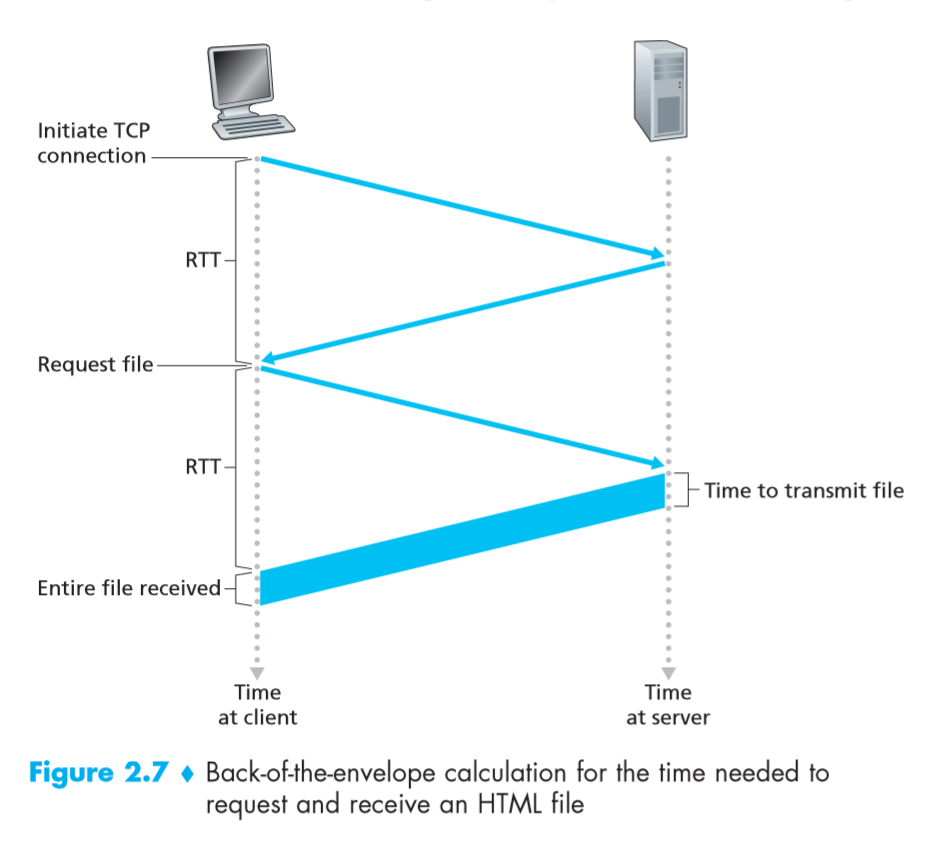 Initiate TCP
connection
RTT
Request file
RTT
Time to transmit file
Entire file received
Time
at client
Time
at server
Figure 2.7 ♦ Back-of-the-envelope calculation for the time needed to
request and receive an HTML file